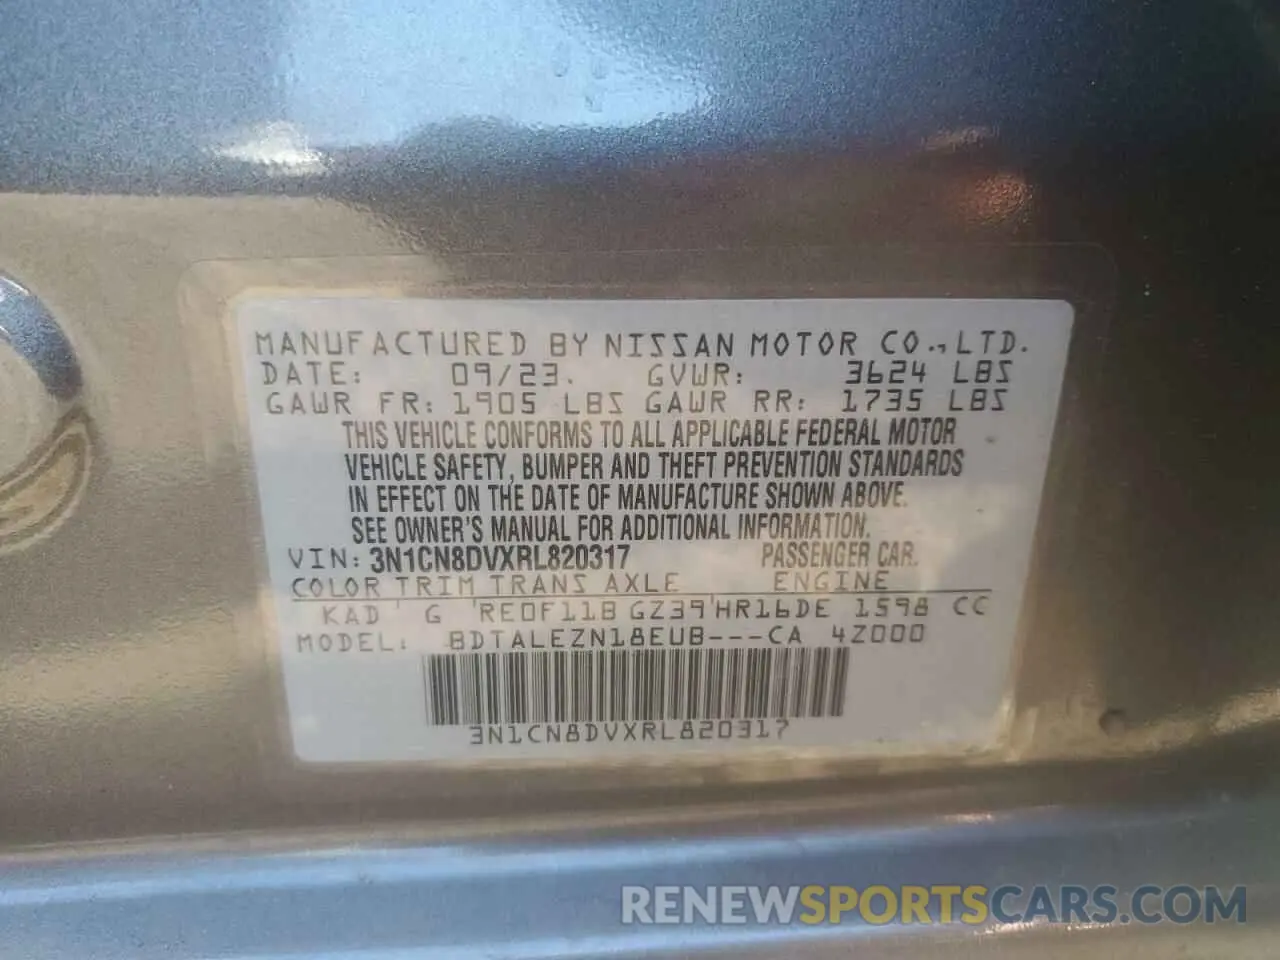 MANUFACTURED BY NISSAN MOTOR CO., LTD.
DATE: 09/23. GVWR: 3624 LBS
GAWR FR: 1905 LBS GAWR RR: 1735 LBS
THIS VEHICLE CONFORMS TO ALL APPLICABLE FEDERAL MOTOR
VEHICLE SAFETY, BUMPER AND THEFT PREVENTION STANDARDS
IN EFFECT ON THE DATE OF MANUFACTURE SHOWN ABOVE.
SEE OWNER'S MANUAL FOR ADDITIONAL INFORMATION.
VIN: 3N1CN8DVXRL820317 PASSENGER CAR.
COLOR TRIM TRANS AXLE ENGINE
KAD G RE0F11B GZ39 HR16DE 1598 CC
MODEL: BDTALEZN18EUB---CA 4Z000
3N1CN8DVXRL820317
RENEWSPORTSCARS.COM